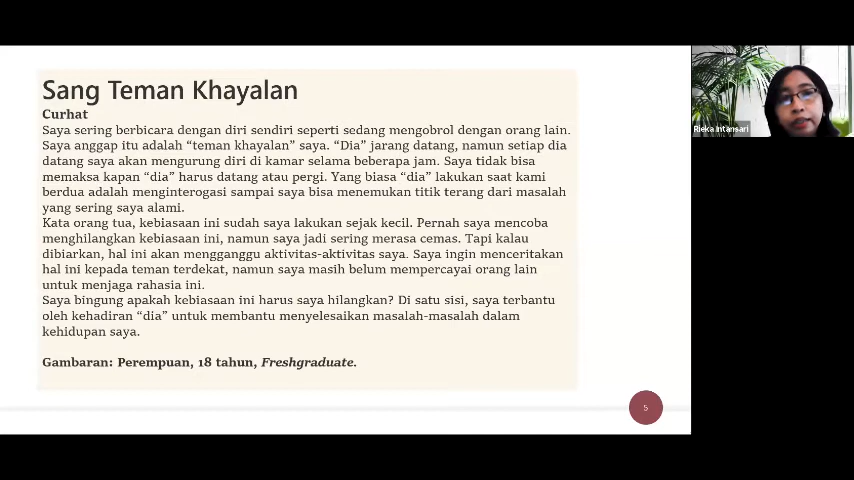 Sang Teman Khayalan
Curhat
Saya sering berbicara dengan diri sendiri seperti sedang mengobrol dengan orang lain.
Saya anggap itu adalah “teman khayalan” saya. “Dia” jarang datang, namun setiap dia
datang saya akan mengurung diri di kamar selama beberapa jam. Saya tidak bisa
memaksa kapan “dia” harus datang atau pergi. Yang biasa “dia” lakukan saat kami
berdua adalah menginterogasi sampai saya bisa menemukan titik terang dari masalah
yang sering saya alami.
Kata orang tua, kebiasaan ini sudah saya lakukan sejak kecil. Pernah saya mencoba
menghilangkan kebiasaan ini, namun saya jadi sering merasa cemas. Tapi kalau
dibiarkan, hal ini akan mengganggu aktivitas-aktivitas saya. Saya ingin menceritakan
hal ini kepada teman terdekat, namun saya masih belum mempercayai orang lain
untuk menjaga rahasia ini.
Saya bingung apakah kebiasaan ini harus saya hilangkan? Di satu sisi, saya terbantu
oleh kehadiran “dia” untuk membantu menyelesaikan masalah-masalah dalam
kehidupan saya.
Gambaran: Perempuan, 18 tahun, Freshgraduate.
5
Rieka Intansari